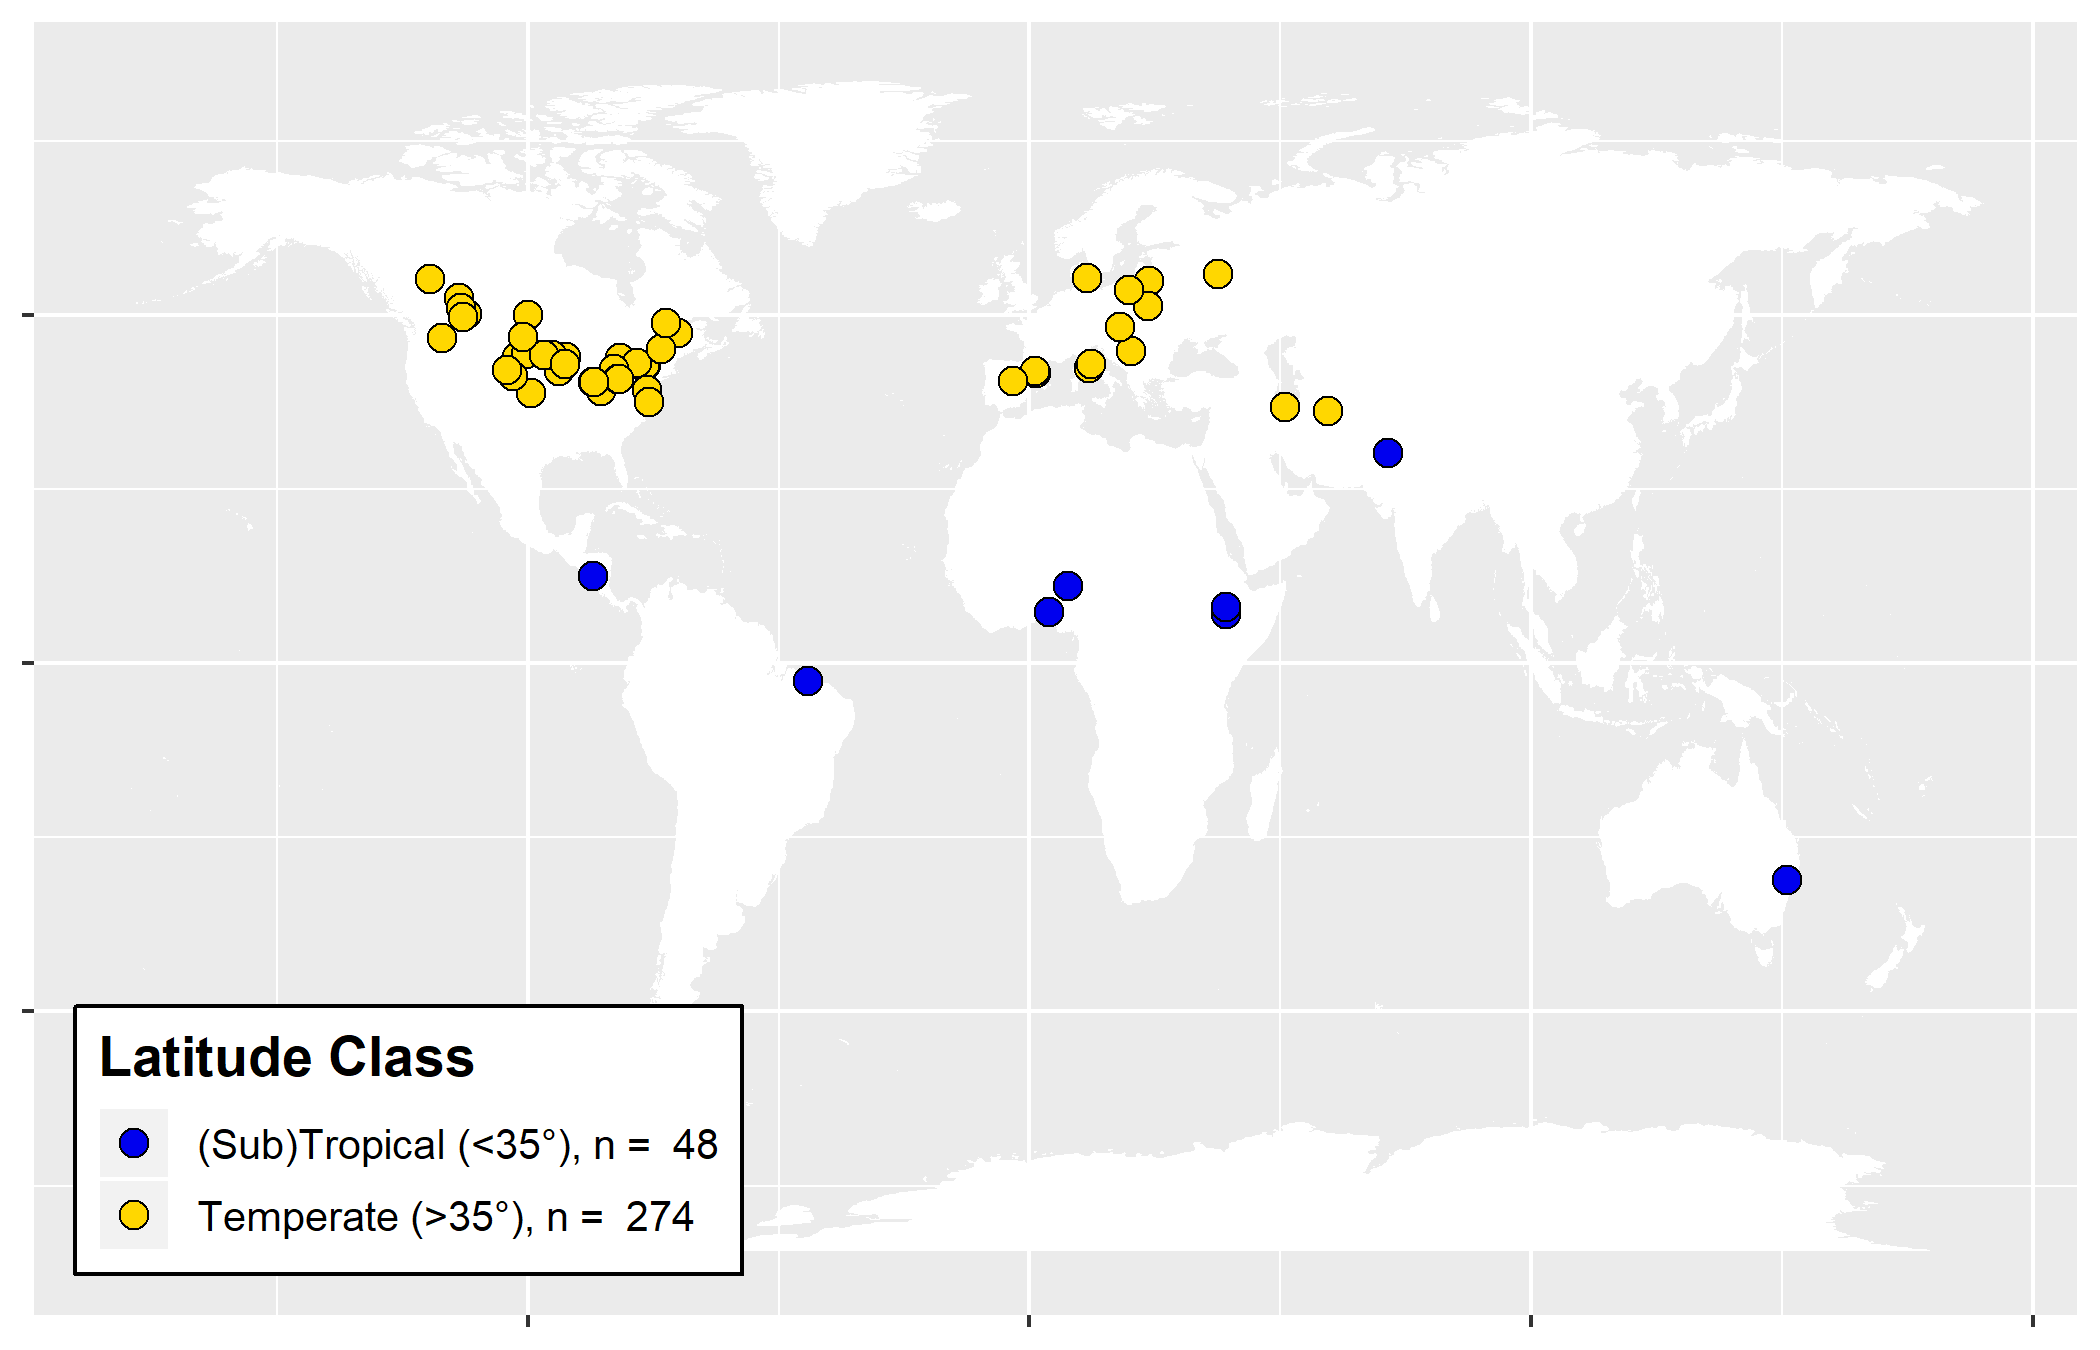 Latitude Class
(Sub)Tropical (<35°), n =  48
Temperate (>35°), n =  274